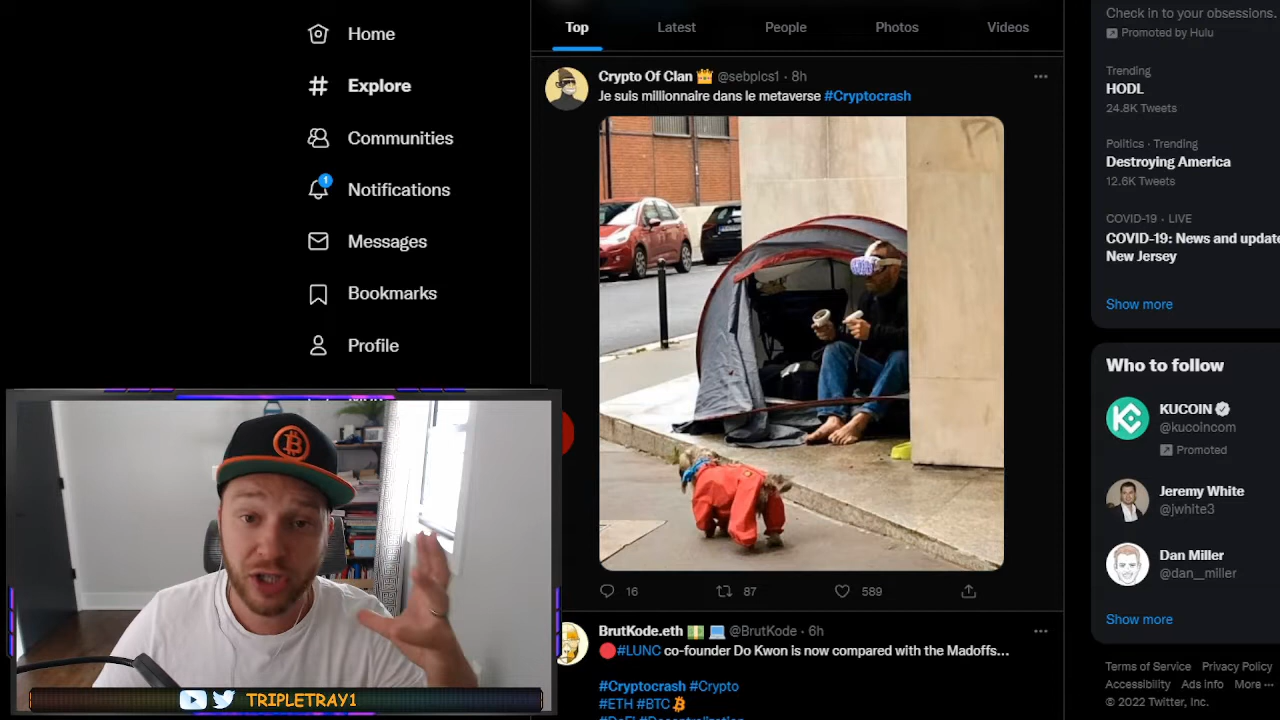 Home
Explore
Communities
1
Notifications
Messages
Bookmarks
Profile
Top Latest People Photos Videos
Crypto Of Clan 👑 @sebplcs1 · 8h
Je suis millionnaire dans le metaverse #Cryptocrash
16 87 589
BrutKode.eth 💵 💻 @BrutKode · 6h
🔴#LUNC co-founder Do Kwon is now compared with the Madoffs...
#Cryptocrash #Crypto
#ETH #BTC
Check in to your obsessions.
Promoted by Hulu
Trending
HODL
24.8K Tweets
Politics · Trending
Destroying America
12.6K Tweets
COVID-19 · LIVE
COVID-19: News and update
New Jersey
Show more
Who to follow
KUCOIN
@kucoincom
Promoted
Jeremy White
@jwhite3
Dan Miller
@dan__miller
Show more
Terms of Service Privacy Policy
Accessibility Ads info More ···
© 2022 Twitter, Inc.
TRIPLETRAY1